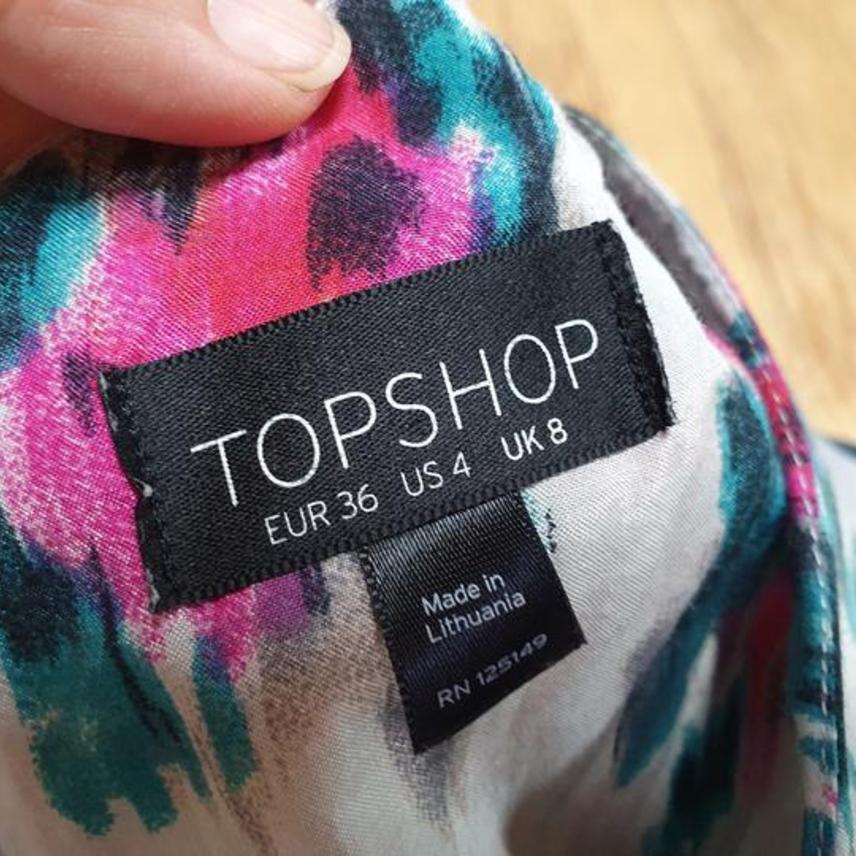 TOPSHOP
EUR 36 US 4 UK 8
Made in
Lithuania
RN 125149